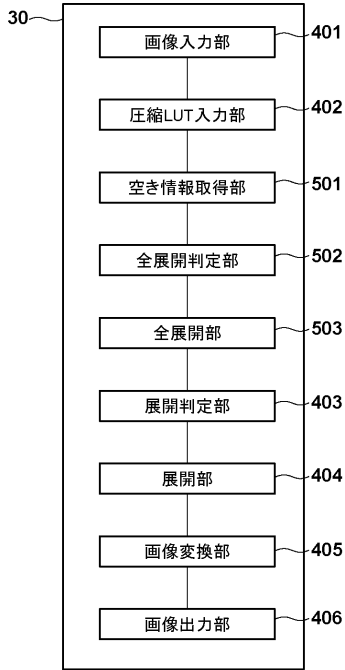 30
画像入力部 401
圧縮LUT入力部 402
空き情報取得部 501
全展開判定部 502
全展開部 503
展開判定部 403
展開部 404
画像変換部 405
画像出力部 406